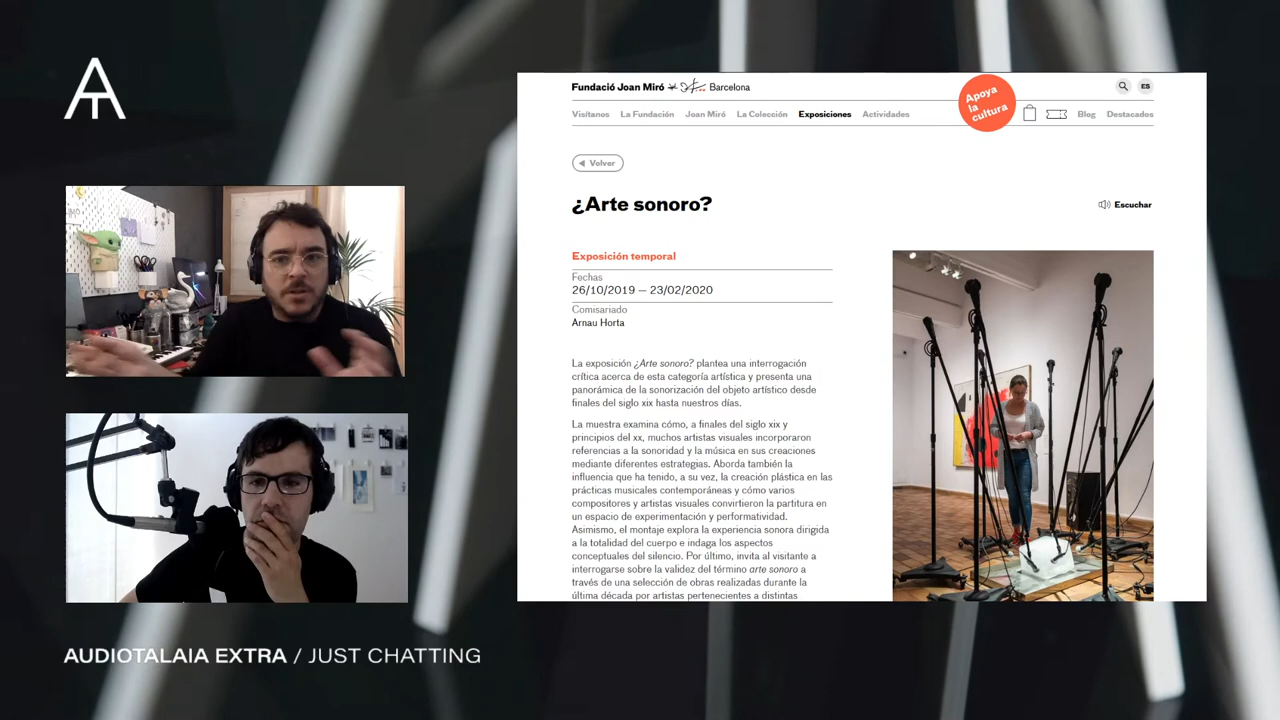 AT
Fundació Joan Miró Barcelona
ES
Apoya
la
cultura
Visítanos La Fundación Joan Miró La Colección Exposiciones Actividades Blog Destacados
Volver
¿Arte sonoro?
Escuchar
Exposición temporal
Fechas
26/10/2019 — 23/02/2020
Comisariado
Arnau Horta
La exposición ¿Arte sonoro? plantea una interrogación
crítica acerca de esta categoría artística y presenta una
panorámica de la sonorización del objeto artístico desde
finales del siglo xix hasta nuestros días.
La muestra examina cómo, a finales del siglo xix y
principios del xx, muchos artistas visuales incorporaron
referencias a la sonoridad y la música en sus creaciones
mediante diferentes estrategias. Aborda también la
influencia que ha tenido, a su vez, la creación plástica en las
prácticas musicales contemporáneas y cómo varios
compositores y artistas visuales convirtieron la partitura en
un espacio de experimentación y performatividad.
Asimismo, el montaje explora la experiencia sonora dirigida
a la totalidad del cuerpo e indaga los aspectos
conceptuales del silencio. Por último, invita al visitante a
interrogarse sobre la validez del término arte sonoro a
través de una selección de obras realizadas durante la
última década por artistas pertenecientes a distintas
AUDIOTALAIA EXTRA / JUST CHATTING